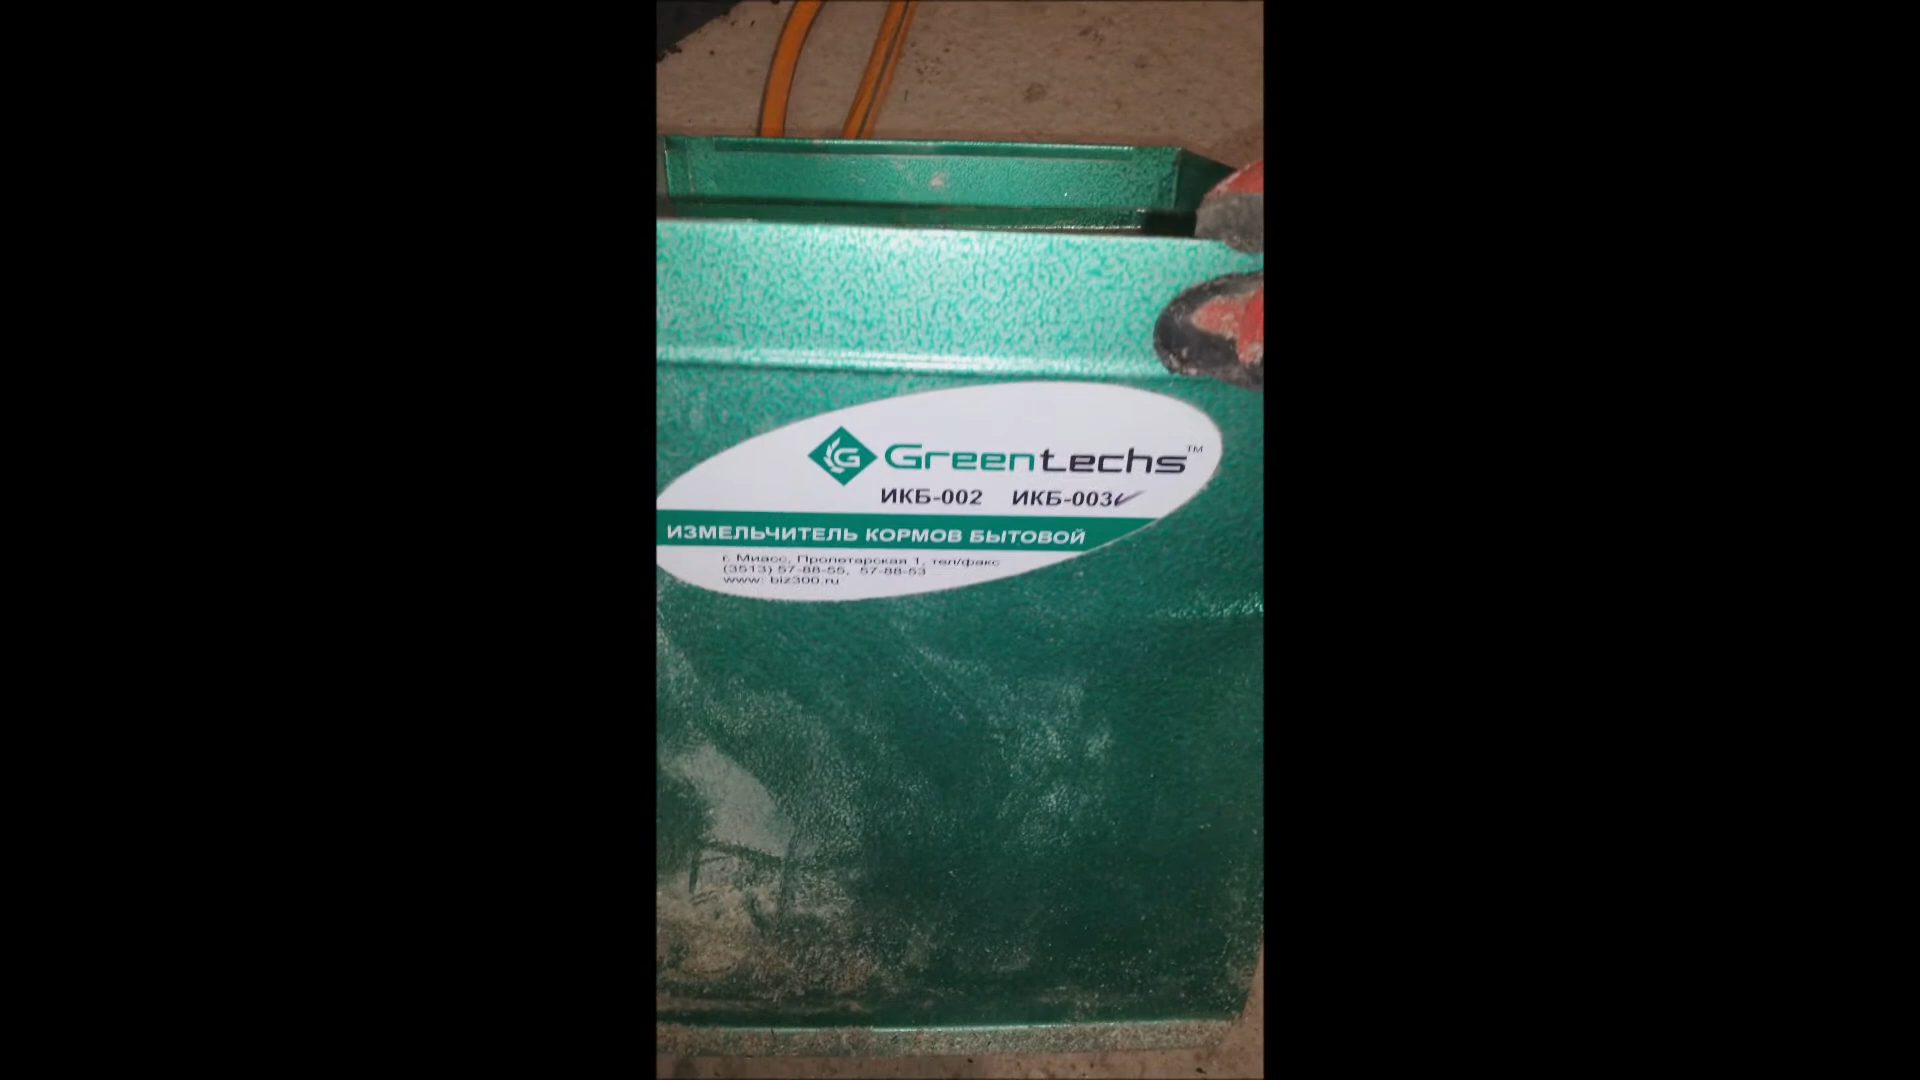 Greentechs™
ИКБ-002 ИКБ-003✓
ИЗМЕЛЬЧИТЕЛЬ КОРМОВ БЫТОВОЙ
г. Миасс, Пролетарская 1, тел/факс
(3513) 57-88-55, 57-88-53
www: biz300.ru